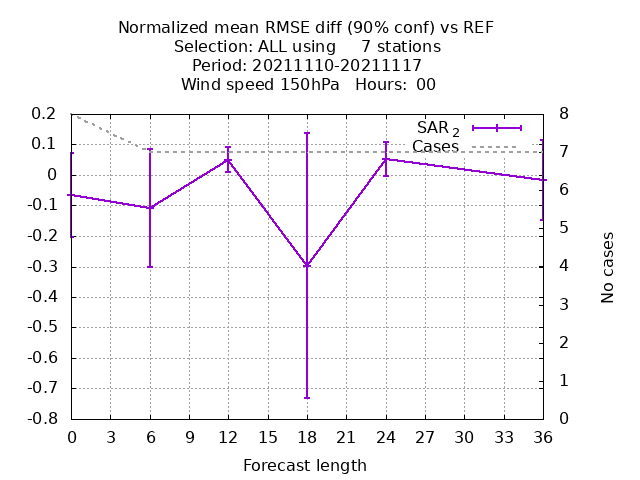 Normalized mean RMSE diff (90% conf) vs REF
Selection: ALL using     7 stations
Period: 20211110-20211117
Wind speed 150hPa   Hours:  00
0.2
0.1
0
-0.1
-0.2
-0.3
-0.4
-0.5
-0.6
-0.7
-0.8
SAR 2
Cases
8
7
6
5
4
3
2
1
0
No cases
0 3 6 9 12 15 18 21 24 27 30 33 36
Forecast length